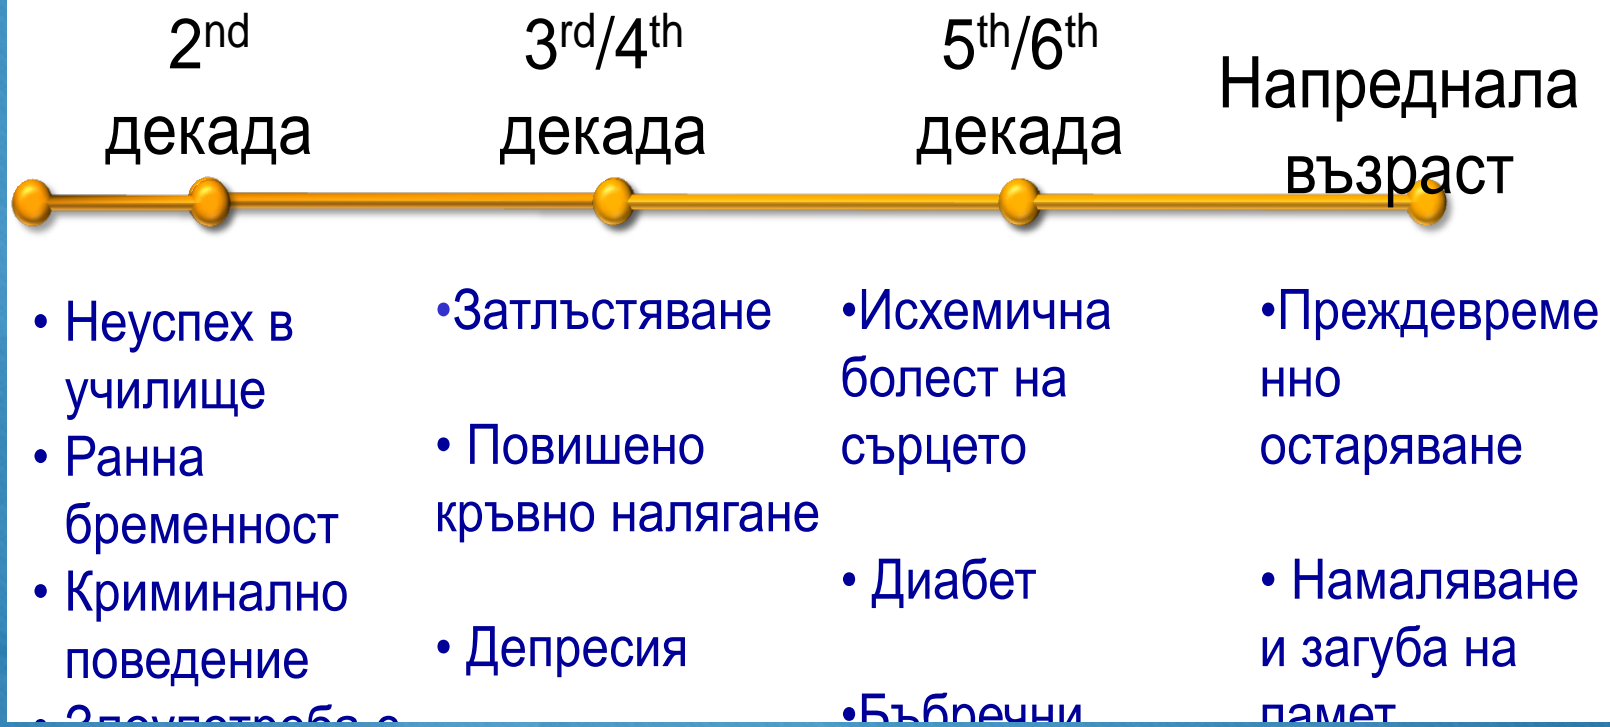 2nd
декада
3rd/4th
декада
5th/6th
декада
Напреднала
възраст
• Неуспех в
училище
• Ранна
бременност
• Криминално
поведение
• Злоупотреба с
•Затлъстяване
• Повишено
кръвно налягане
• Депресия
•Исхемична
болест на
сърцето
• Диабет
•Бъбречни
•Преждевреме
нно
остаряване
• Намаляване
и загуба на
памет